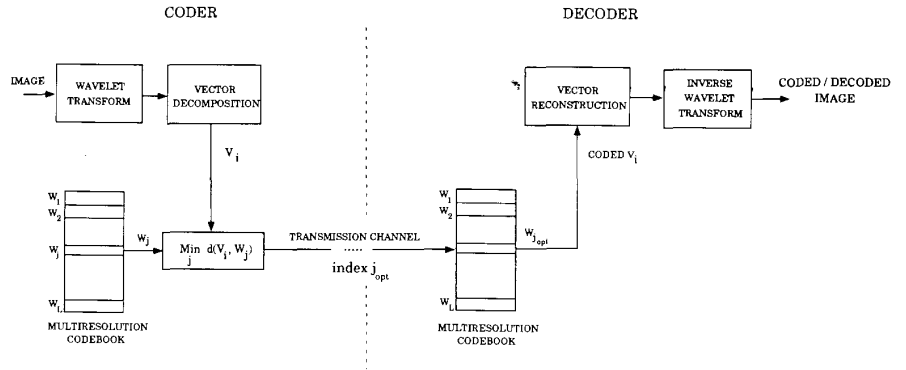 CODER
DECODER
IMAGE
WAVELET
TRANSFORM
VECTOR
DECOMPOSITION
VECTOR
RECONSTRUCTION
INVERSE
WAVELET
TRANSFORM
CODED / DECODED
IMAGE
V_i
CODED V_i
W_1
W_2
W_j
W_L
W_j
Min d(V_i, W_j)
j
TRANSMISSION CHANNEL
.....
index j_opt
W_1
W_2
W_L
W_j_opt
MULTIRESOLUTION
CODEBOOK
MULTIRESOLUTION
CODEBOOK